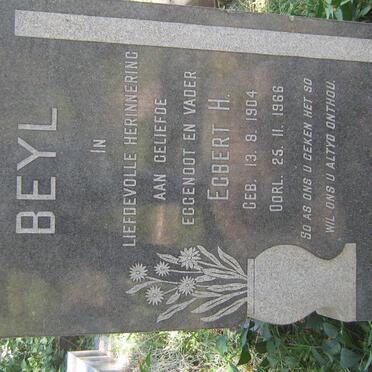 BEYL
IN
LIEFDEVOLLE HERINNERING
AAN GELIEFDE
EGGENOOT EN VADER
EGBERT H.
GEB. 13. 9. 1904
OORL. 25. 11. 1966
SO AS ONS U GEKEN HET SO
WIL ONS U ALTYD ONTHOU.